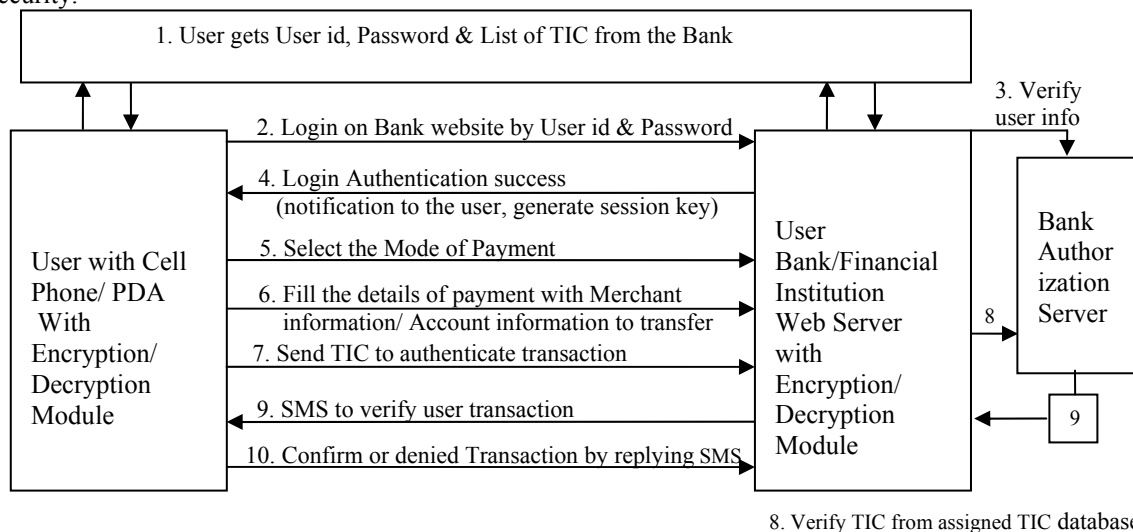 ecurity.
1. User gets User id, Password & List of TIC from the Bank
3. Verify
user info
2. Login on Bank website by User id & Password
4. Login Authentication success
(notification to the user, generate session key)
5. Select the Mode of Payment
6. Fill the details of payment with Merchant
information/ Account information to transfer
7. Send TIC to authenticate transaction
9. SMS to verify user transaction
10. Confirm or denied Transaction by replying SMS
User with Cell
Phone/ PDA
With
Encryption/
Decryption
Module
User
Bank/Financial
Institution
Web Server
with
Encryption/
Decryption
Module
Bank
Author
ization
Server
8
9
8. Verify TIC from assigned TIC database